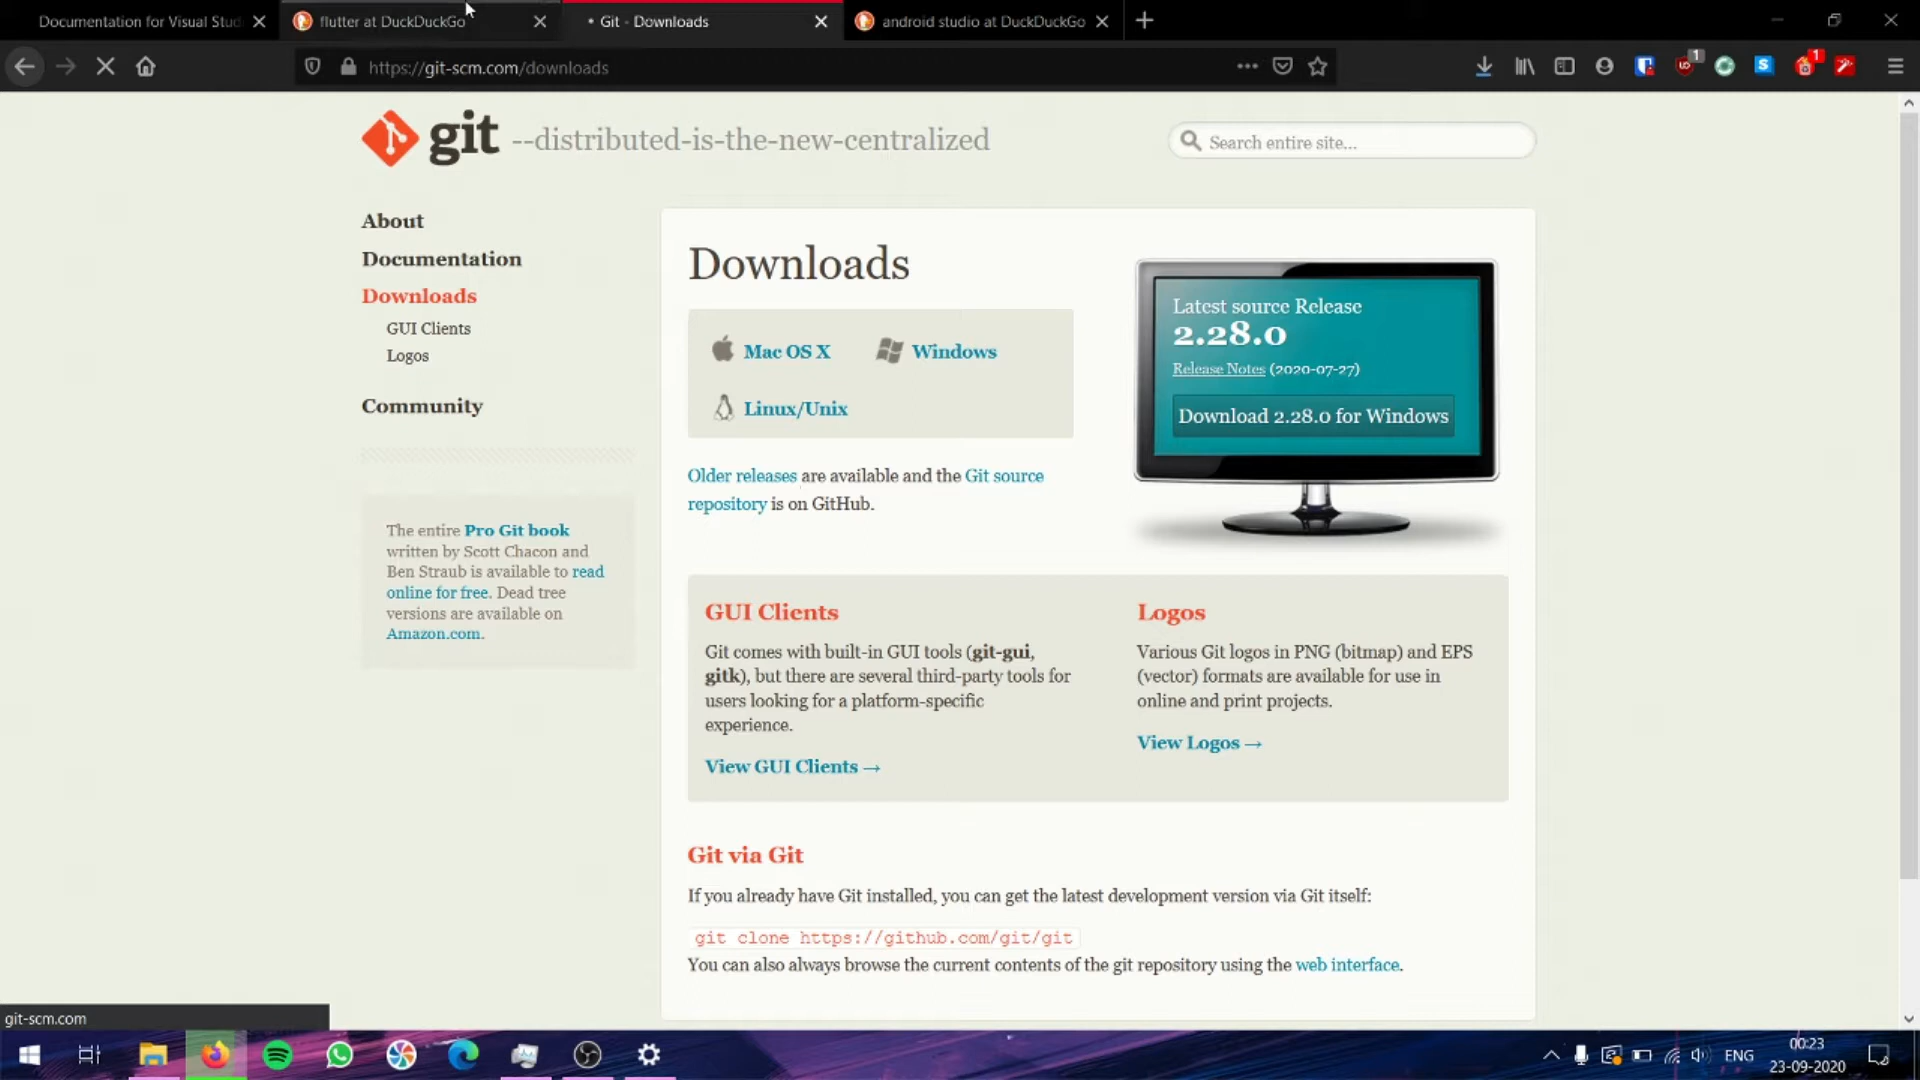 Documentation for Visual Stud
flutter at DuckDuckGo
Git - Downloads
android studio at DuckDuckGo
https://git-scm.com/downloads
1
1
git --distributed-is-the-new-centralized
Search entire site...
About
Documentation
Downloads
GUI Clients
Logos
Community
The entire Pro Git book
written by Scott Chacon and
Ben Straub is available to read
online for free. Dead tree
versions are available on
Amazon.com.
Downloads
Mac OS X
Windows
Linux/Unix
Older releases are available and the Git source
repository is on GitHub.
Latest source Release
2.28.0
Release Notes (2020-07-27)
Download 2.28.0 for Windows
GUI Clients
Git comes with built-in GUI tools (git-gui,
gitk), but there are several third-party tools for
users looking for a platform-specific
experience.
View GUI Clients →
Logos
Various Git logos in PNG (bitmap) and EPS
(vector) formats are available for use in
online and print projects.
View Logos →
Git via Git
If you already have Git installed, you can get the latest development version via Git itself:
git clone https://github.com/git/git
You can also always browse the current contents of the git repository using the web interface.
git-scm.com
ENG
00:23
23-09-2020